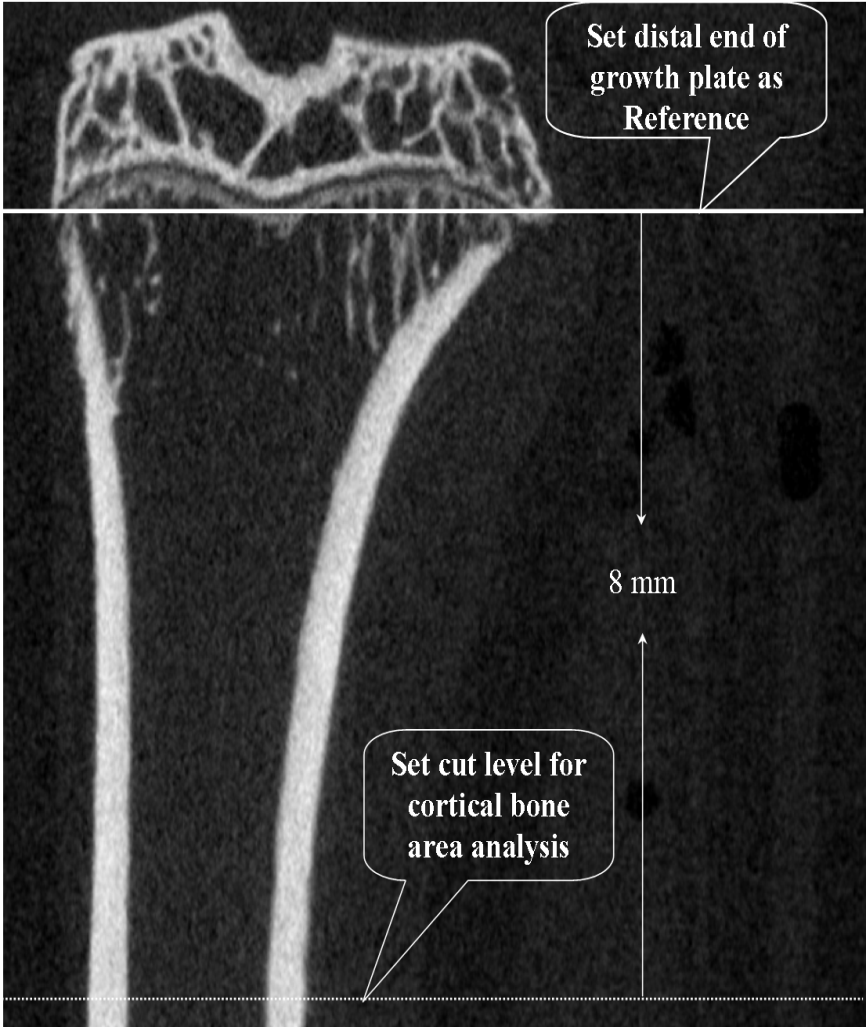 Set distal end of
growth plate as
Reference
8 mm
Set cut level for
cortical bone
area analysis